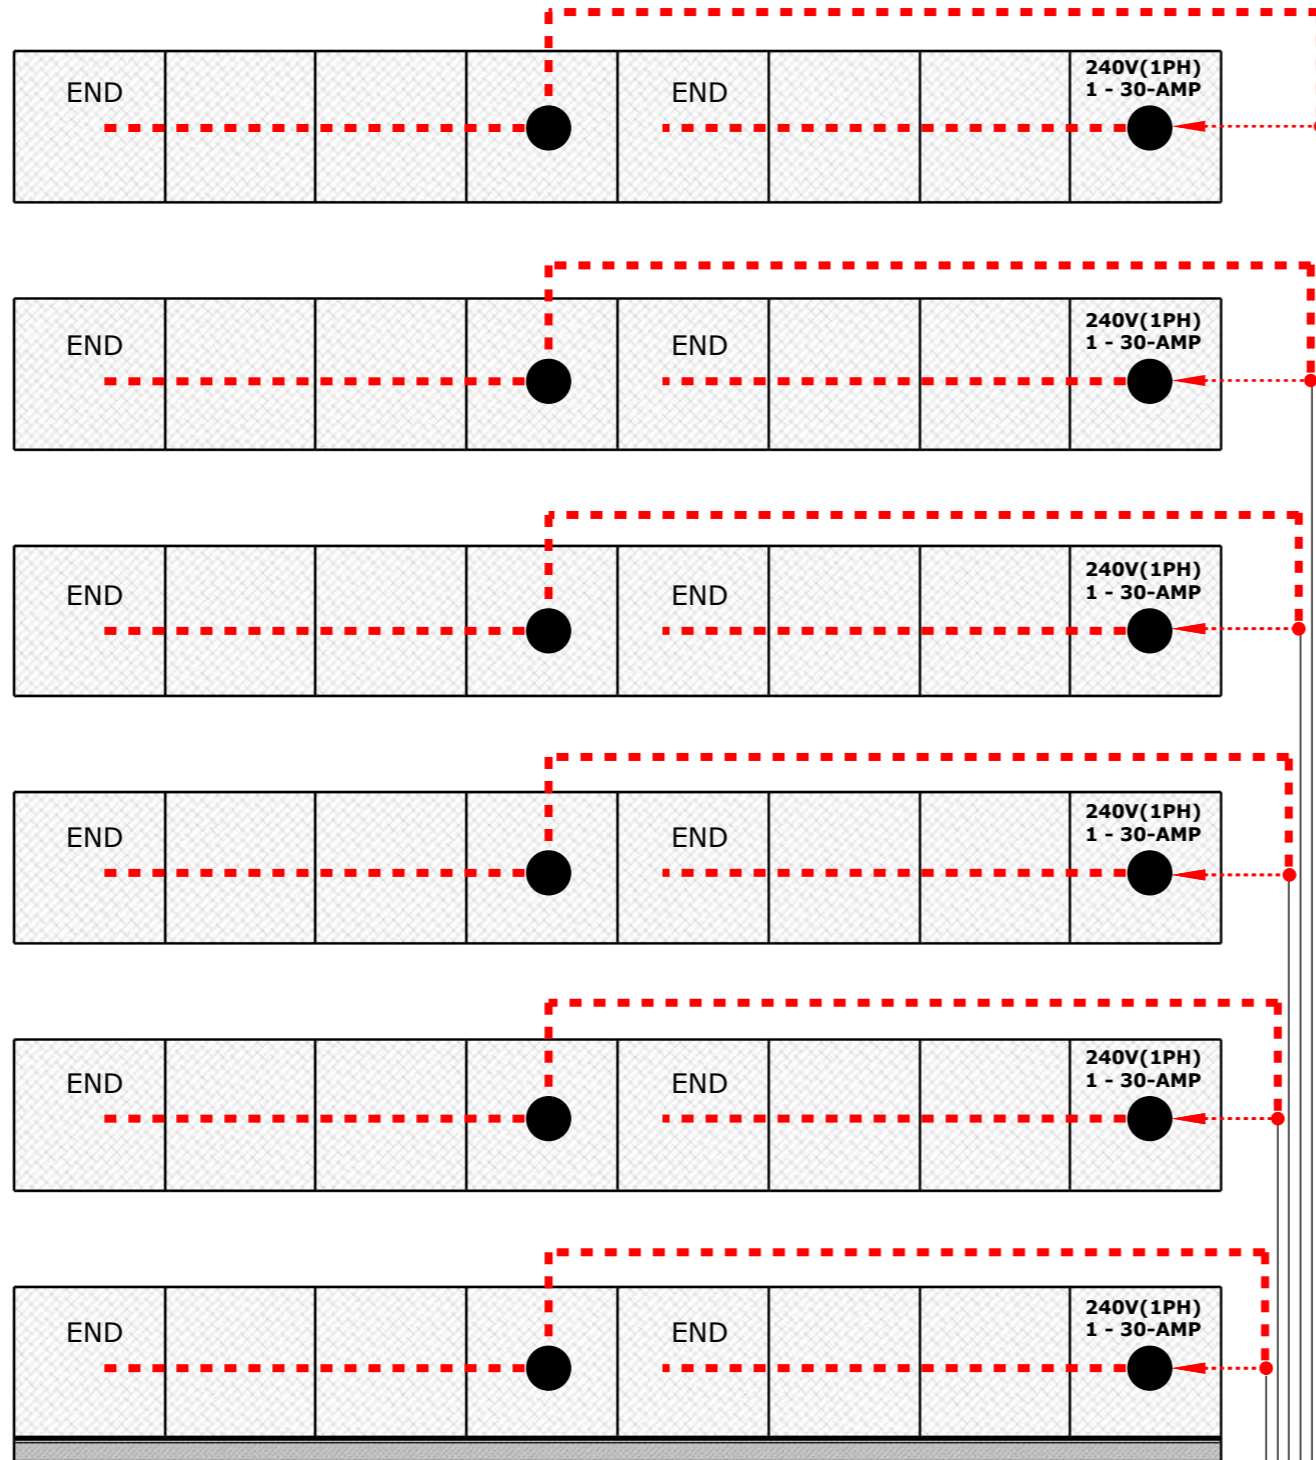 END
END
240V(1PH)
1 - 30-AMP
END
END
240V(1PH)
1 - 30-AMP
END
END
240V(1PH)
1 - 30-AMP
END
END
240V(1PH)
1 - 30-AMP
END
END
240V(1PH)
1 - 30-AMP
END
END
240V(1PH)
1 - 30-AMP